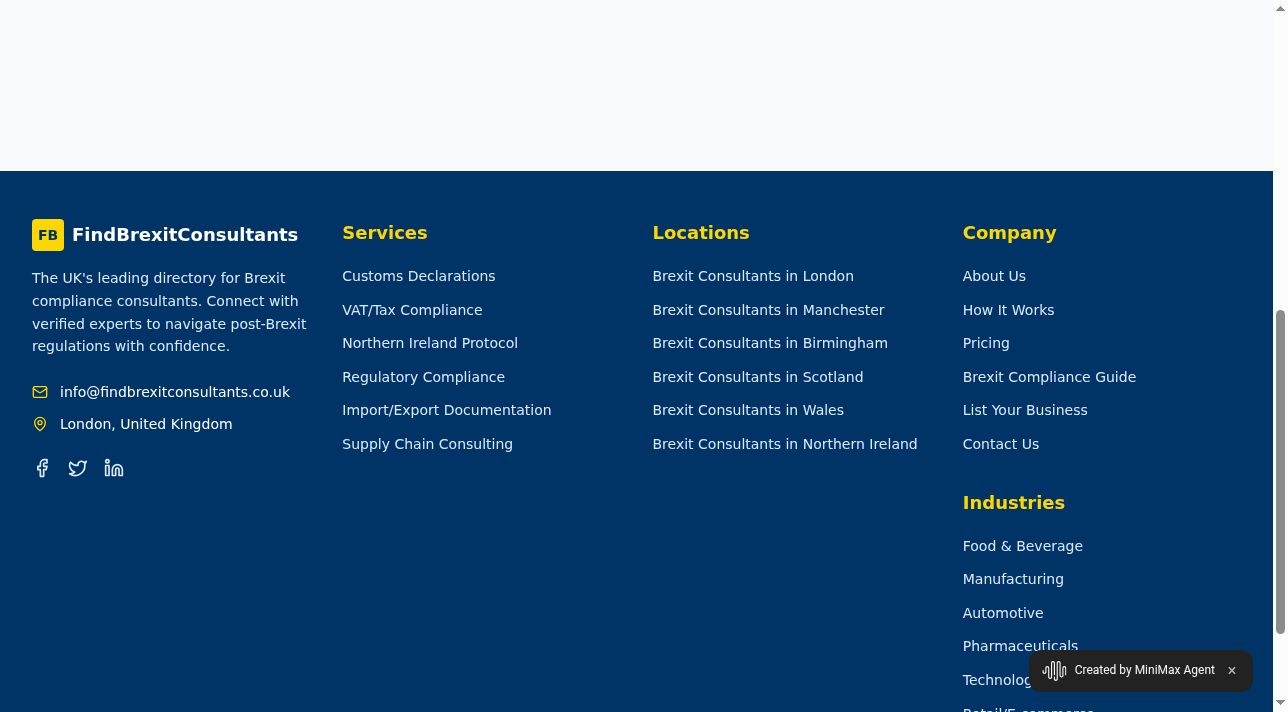 FB FindBrexitConsultants
The UK's leading directory for Brexit
compliance consultants. Connect with
verified experts to navigate post-Brexit
regulations with confidence.
info@findbrexitconsultants.co.uk
London, United Kingdom
Services
Customs Declarations
VAT/Tax Compliance
Northern Ireland Protocol
Regulatory Compliance
Import/Export Documentation
Supply Chain Consulting
Locations
Brexit Consultants in London
Brexit Consultants in Manchester
Brexit Consultants in Birmingham
Brexit Consultants in Scotland
Brexit Consultants in Wales
Brexit Consultants in Northern Ireland
Company
About Us
How It Works
Pricing
Brexit Compliance Guide
List Your Business
Contact Us
Industries
Food & Beverage
Manufacturing
Automotive
Pharmaceuticals
Created by MiniMax Agent ×